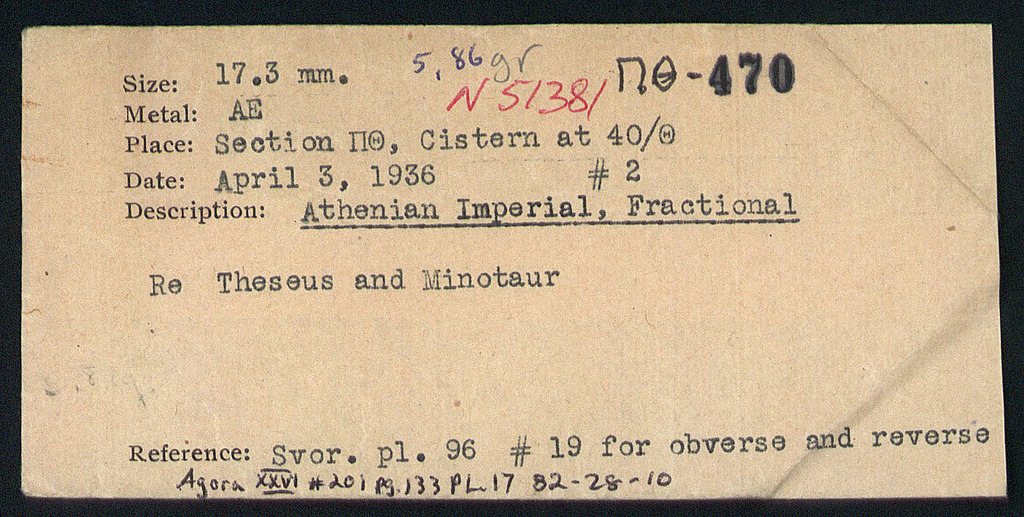 5,86gr
Size: 17.3 mm. ΠΘ-470
N 51381
Metal: AE
Place: Section ΠΘ, Cistern at 40/Θ
Date: April 3, 1936 # 2
Description: Athenian Imperial, Fractional
Re Theseus and Minotaur
Reference: Svor. pl. 96 # 19 for obverse and reverse
Agora XXVI #201 pg.133 PL.17 82-28-10